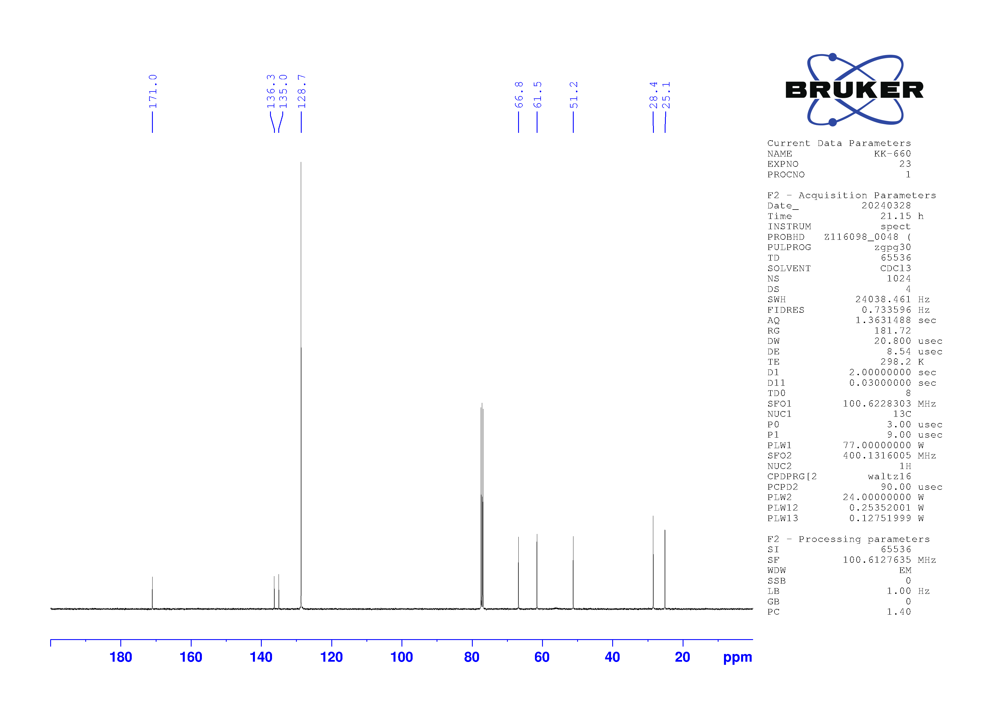 171.0
136.3
135.0
128.7
66.8
61.5
51.2
28.4
25.1
BRUKER
Current Data Parameters
NAME KK-660
EXPNO 23
PROCNO 1
F2 - Acquisition Parameters
Date_ 20240328
Time 21.15 h
INSTRUM spect
PROBHD Z116098_0048 (
PULPROG zgpg30
TD 65536
SOLVENT CDCl3
NS 1024
DS 4
SWH 24038.461 Hz
FIDRES 0.733596 Hz
AQ 1.3631488 sec
RG 181.72
DW 20.800 usec
DE 8.54 usec
TE 298.2 K
D1 2.00000000 sec
D11 0.03000000 sec
TD0 8
SFO1 100.6228303 MHz
NUC1 13C
P0 3.00 usec
P1 9.00 usec
PLW1 77.00000000 W
SFO2 400.1316005 MHz
NUC2 1H
CPDPRG[2 waltz16
PCPD2 90.00 usec
PLW2 24.00000000 W
PLW12 0.25352001 W
PLW13 0.12751999 W
F2 - Processing parameters
SI 65536
SF 100.6127635 MHz
WDW EM
SSB 0
LB 1.00 Hz
GB 0
PC 1.40
180 160 140 120 100 80 60 40 20 ppm